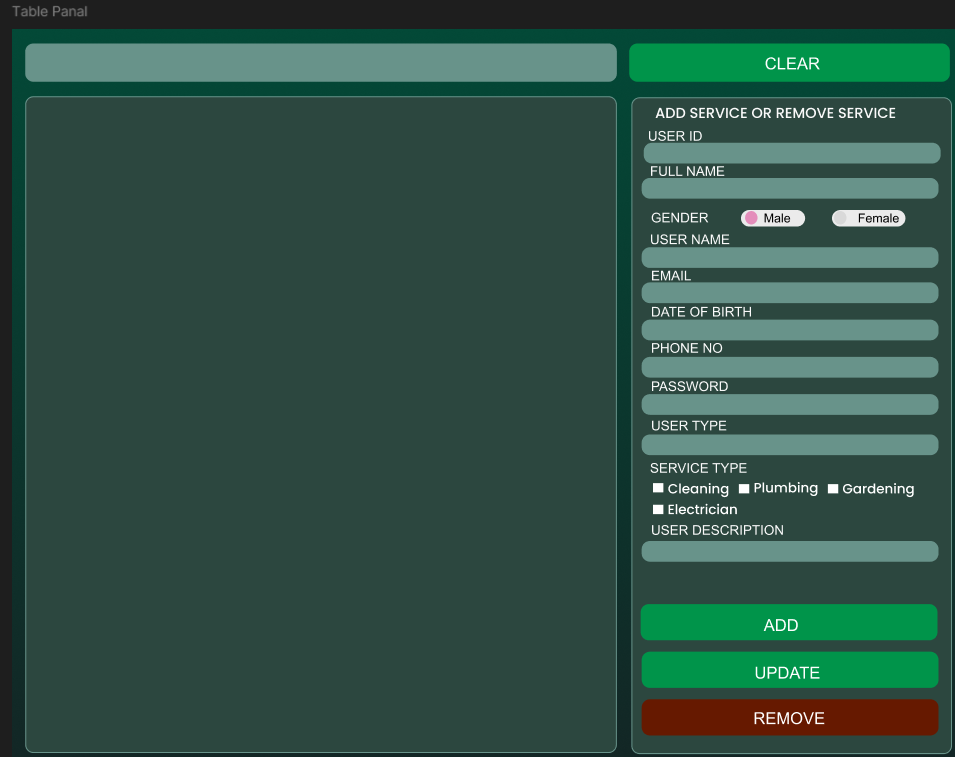 Table Panal
CLEAR
ADD SERVICE OR REMOVE SERVICE
USER ID
FULL NAME
GENDER Male Female
USER NAME
EMAIL
DATE OF BIRTH
PHONE NO
PASSWORD
USER TYPE
SERVICE TYPE
Cleaning Plumbing Gardening
Electrician
USER DESCRIPTION
ADD
UPDATE
REMOVE